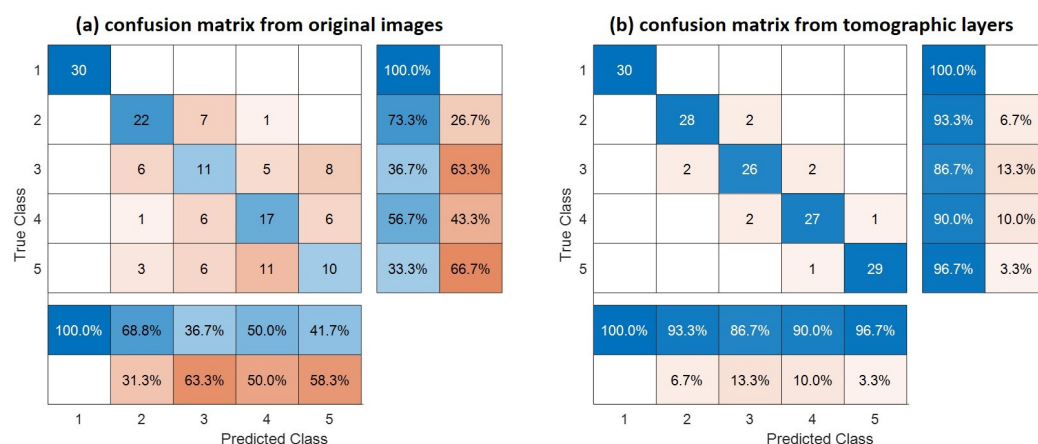 (a) confusion matrix from original images
1 30 100.0%
2 22 7 1 73.3% 26.7%
3 6 11 5 8 36.7% 63.3%
4 1 6 17 6 56.7% 43.3%
5 3 6 11 10 33.3% 66.7%
True Class
100.0% 68.8% 36.7% 50.0% 41.7%
31.3% 63.3% 50.0% 58.3%
1 2 3 4 5
Predicted Class
(b) confusion matrix from tomographic layers
1 30 100.0%
2 28 2 93.3% 6.7%
3 2 26 2 86.7% 13.3%
4 2 27 1 90.0% 10.0%
5 1 29 96.7% 3.3%
True Class
100.0% 93.3% 86.7% 90.0% 96.7%
6.7% 13.3% 10.0% 3.3%
1 2 3 4 5
Predicted Class